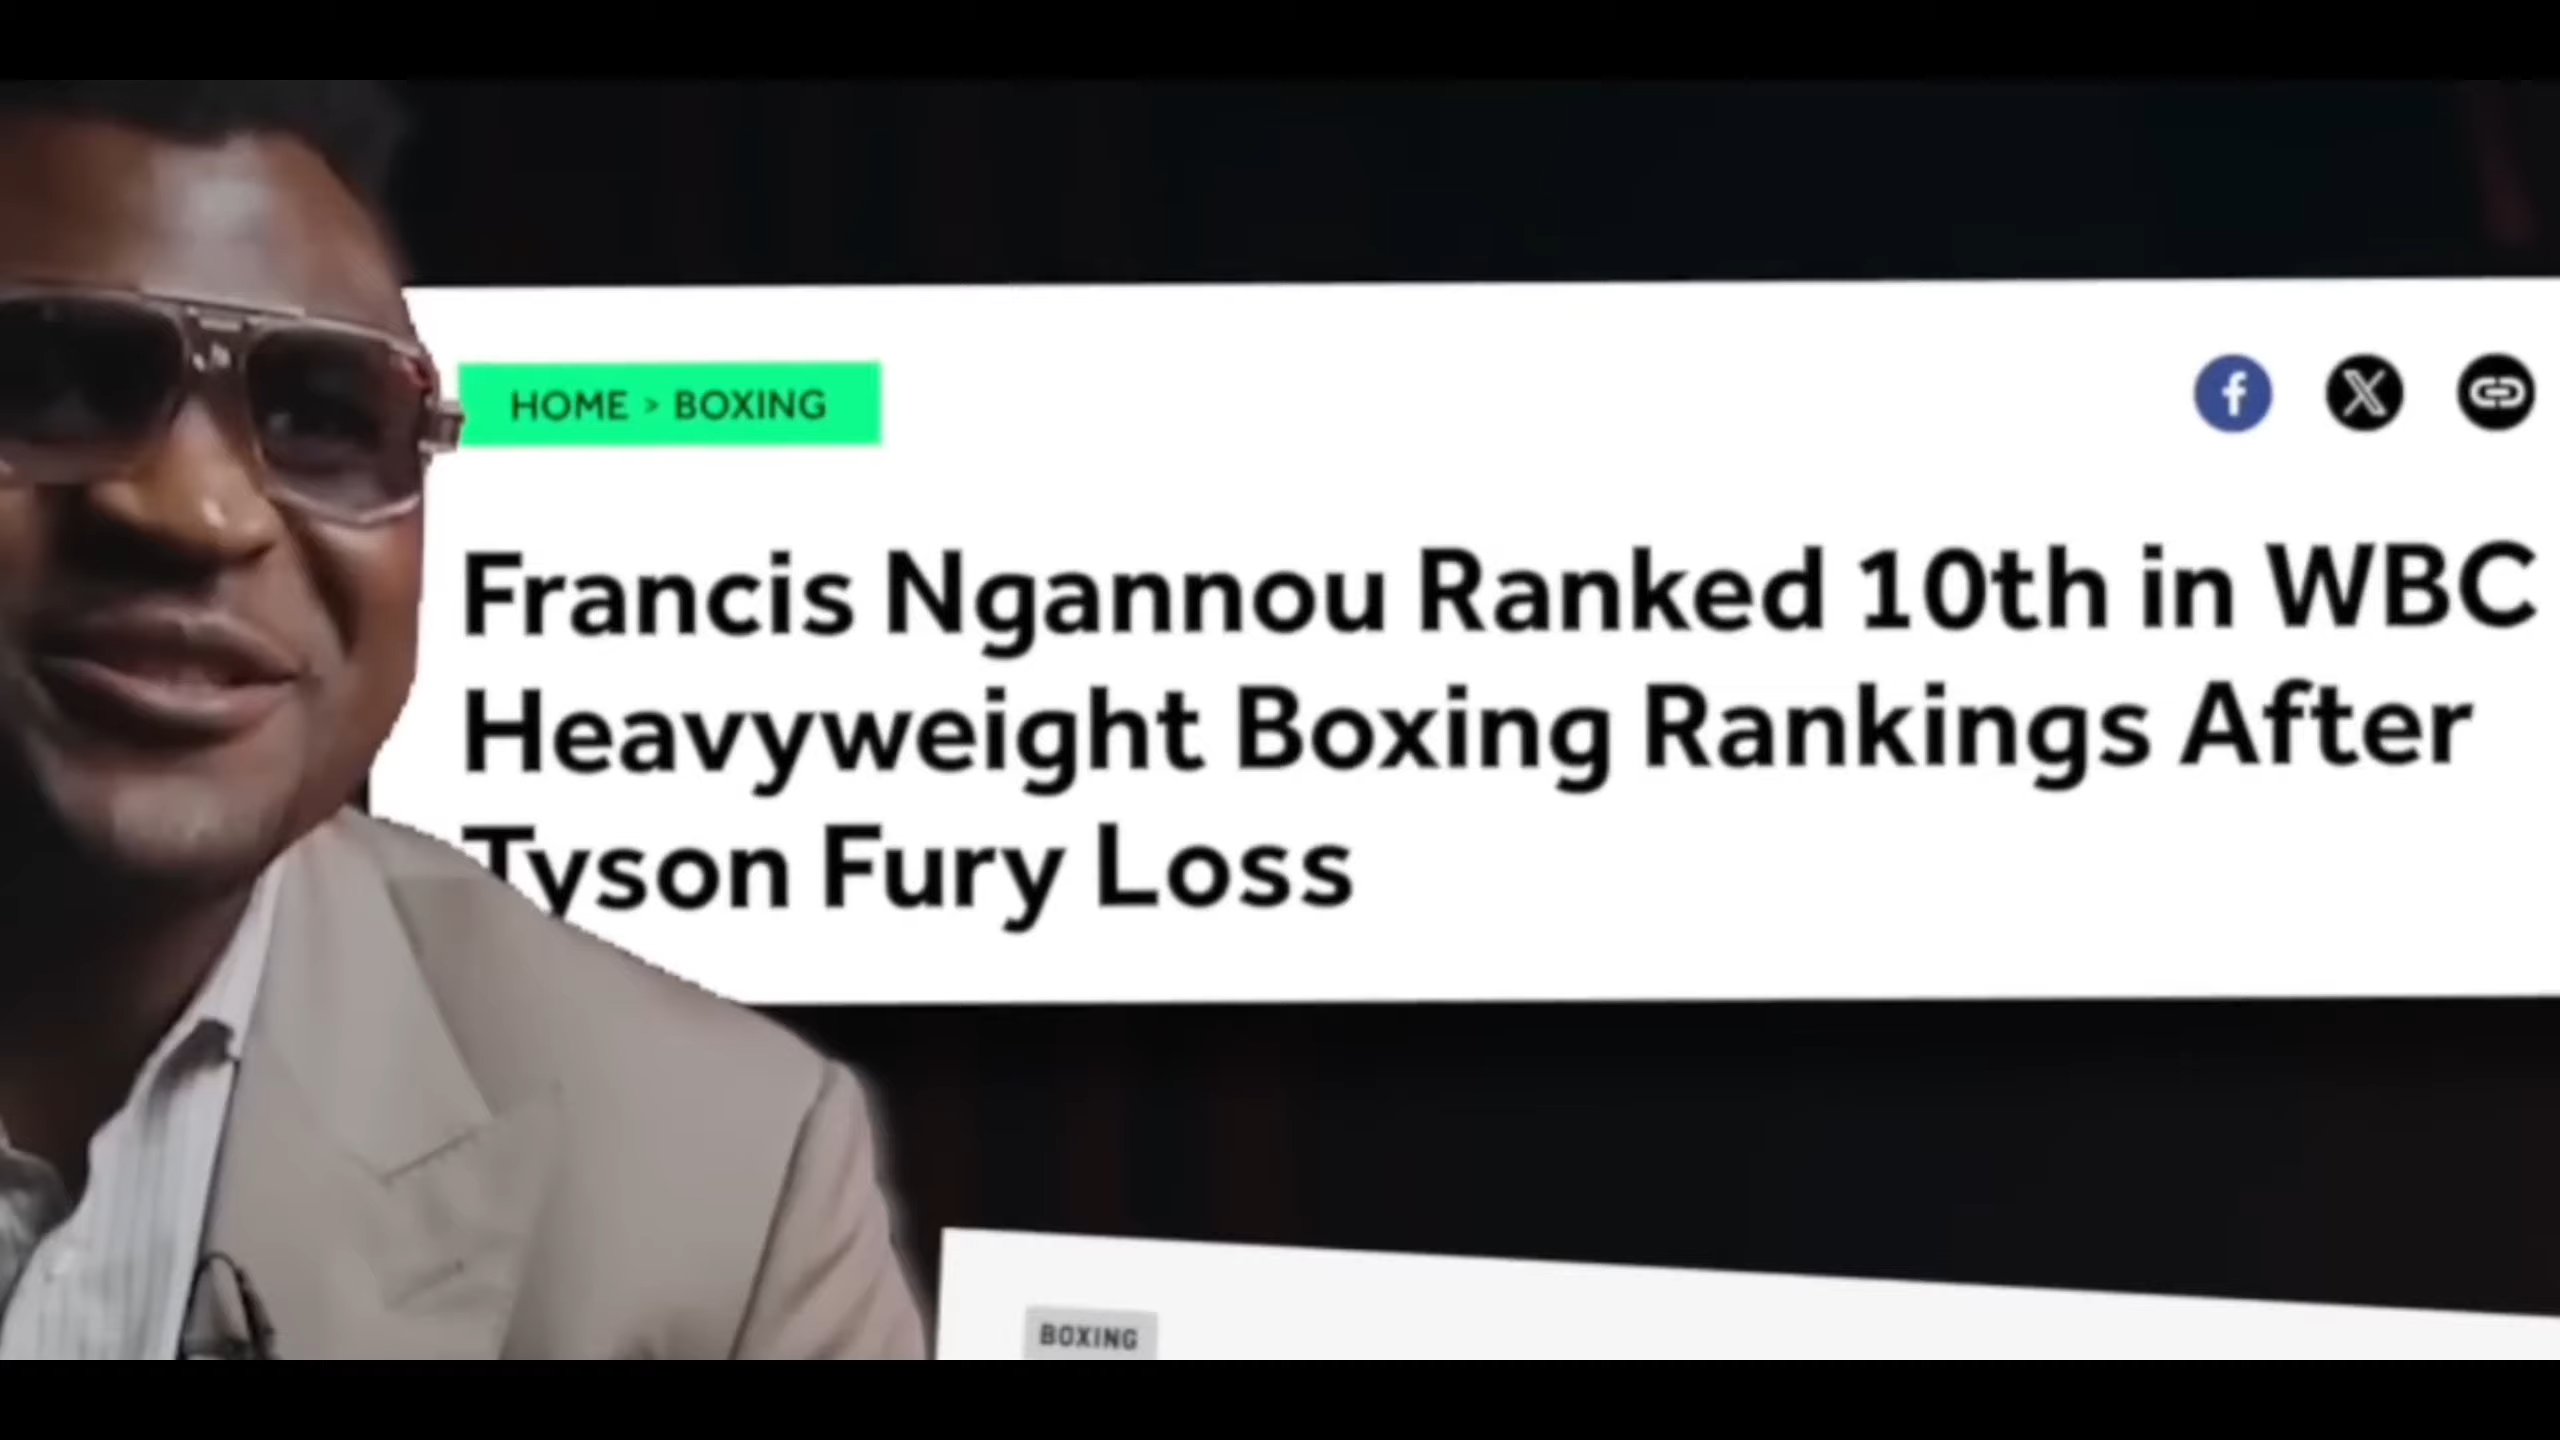 HOME > BOXING
Francis Ngannou Ranked 10th in WBC
Heavyweight Boxing Rankings After
Tyson Fury Loss
BOXING